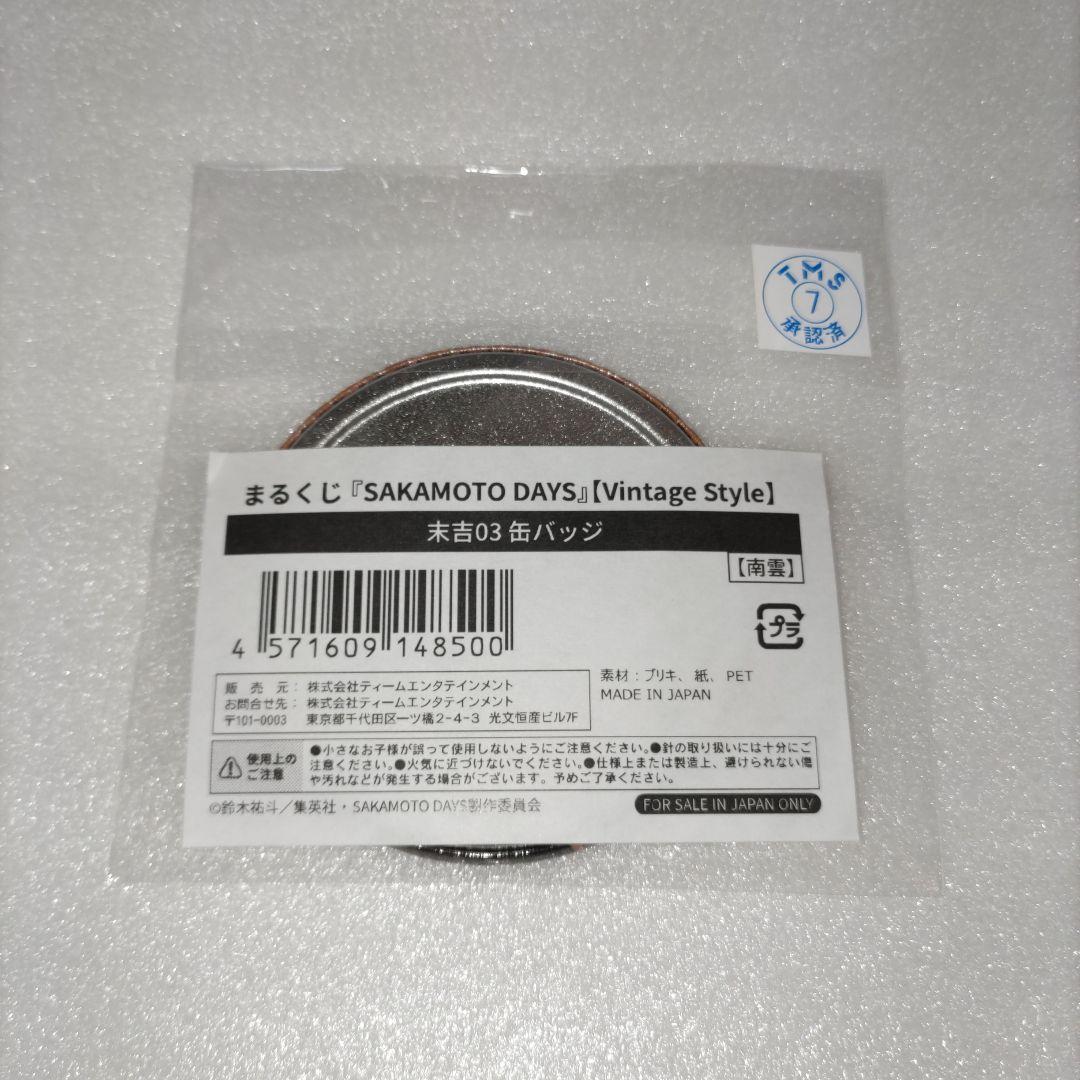 TMS
7
承認済
まるくじ『SAKAMOTO DAYS』【Vintage Style】
末吉03 缶バッジ
【南雲】
4 571609 148500
プラ
販 売 元： 株式会社ティームエンタテインメント
お問合せ先： 株式会社ティームエンタテインメント
〒101-0003 東京都千代田区一ツ橋2-4-3 光文恒産ビル7F
素材：ブリキ、紙、PET
MADE IN JAPAN
使用上の
ご注意
●小さなお子様が誤って使用しないようにご注意ください。●針の取り扱いには十分にご
注意ください。●火気に近づけないでください。●仕様上または製造上、避けられない傷
や汚れなどが発生する場合がございます。予めご了承ください。
©鈴木祐斗／集英社・SAKAMOTO DAYS製作委員会
FOR SALE IN JAPAN ONLY